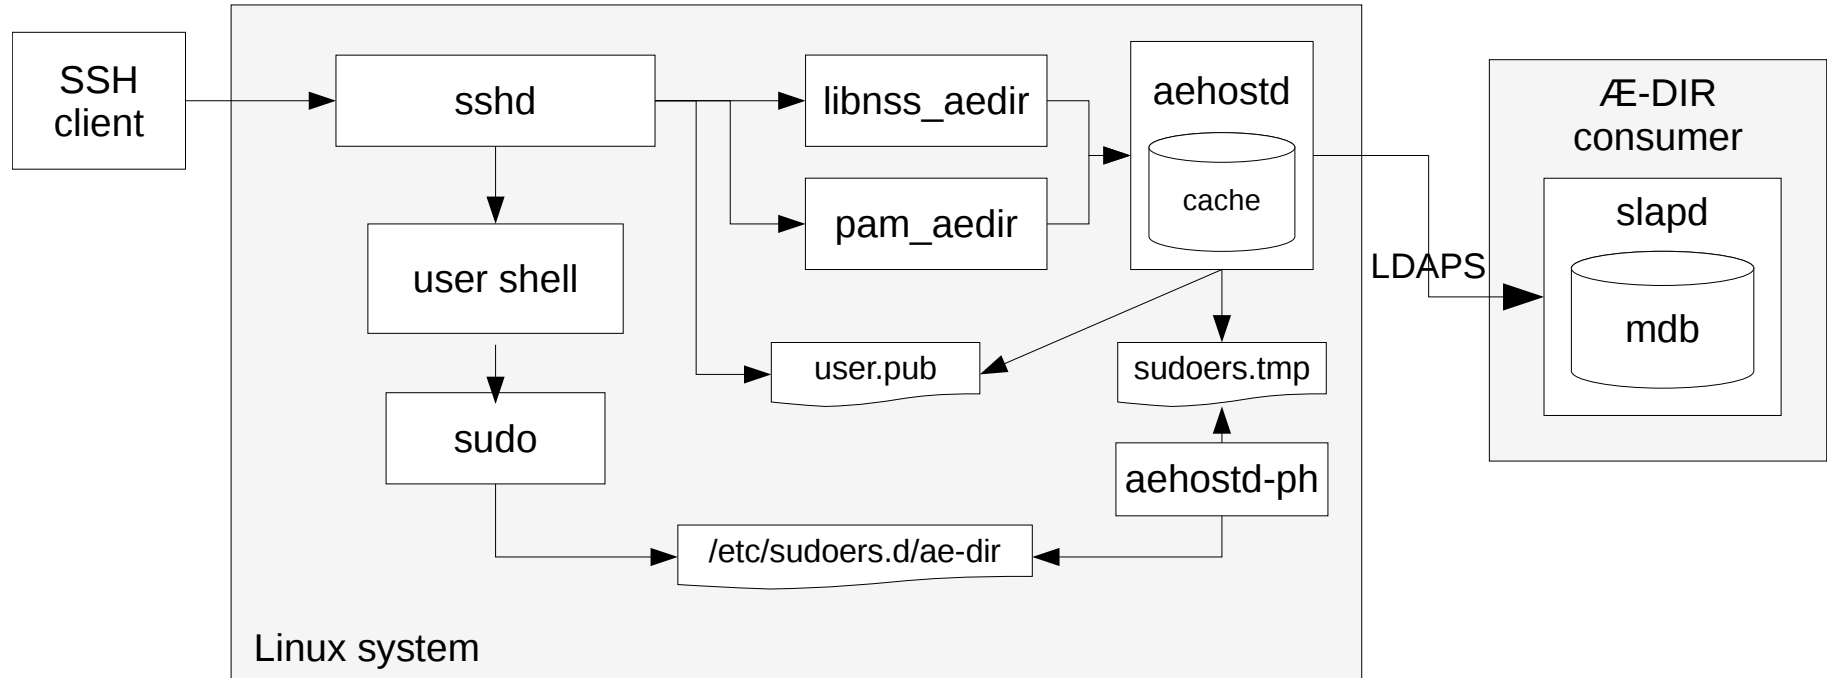 SSH
client
sshd
libnss_aedir
aehostd
cache
pam_aedir
user shell
user.pub
sudoers.tmp
sudo
aehostd-ph
/etc/sudoers.d/ae-dir
Linux system
LDAPS
Æ-DIR
consumer
slapd
mdb